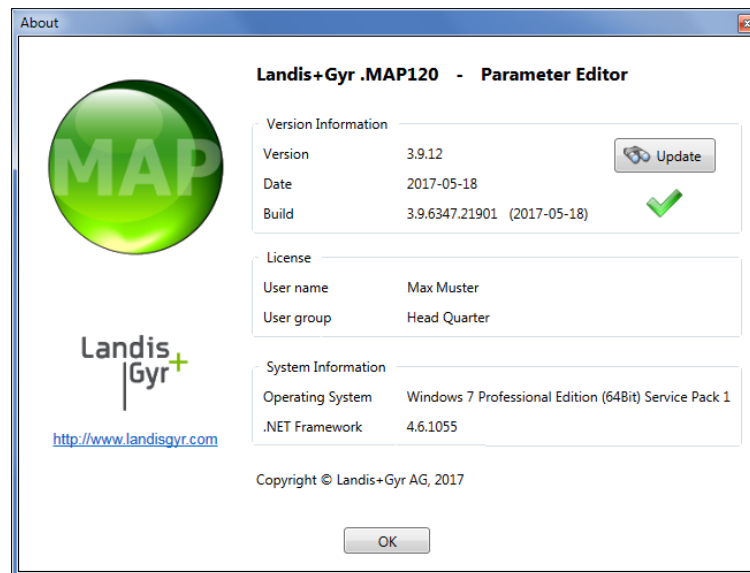 About
Landis+Gyr .MAP120 - Parameter Editor
MAP
Version Information
Version 3.9.12
Update
Date 2017-05-18
Build 3.9.6347.21901 (2017-05-18)
License
User name Max Muster
User group Head Quarter
Landis+
Gyr
http://www.landisgyr.com
System Information
Operating System Windows 7 Professional Edition (64Bit) Service Pack 1
.NET Framework 4.6.1055
Copyright © Landis+Gyr AG, 2017
OK